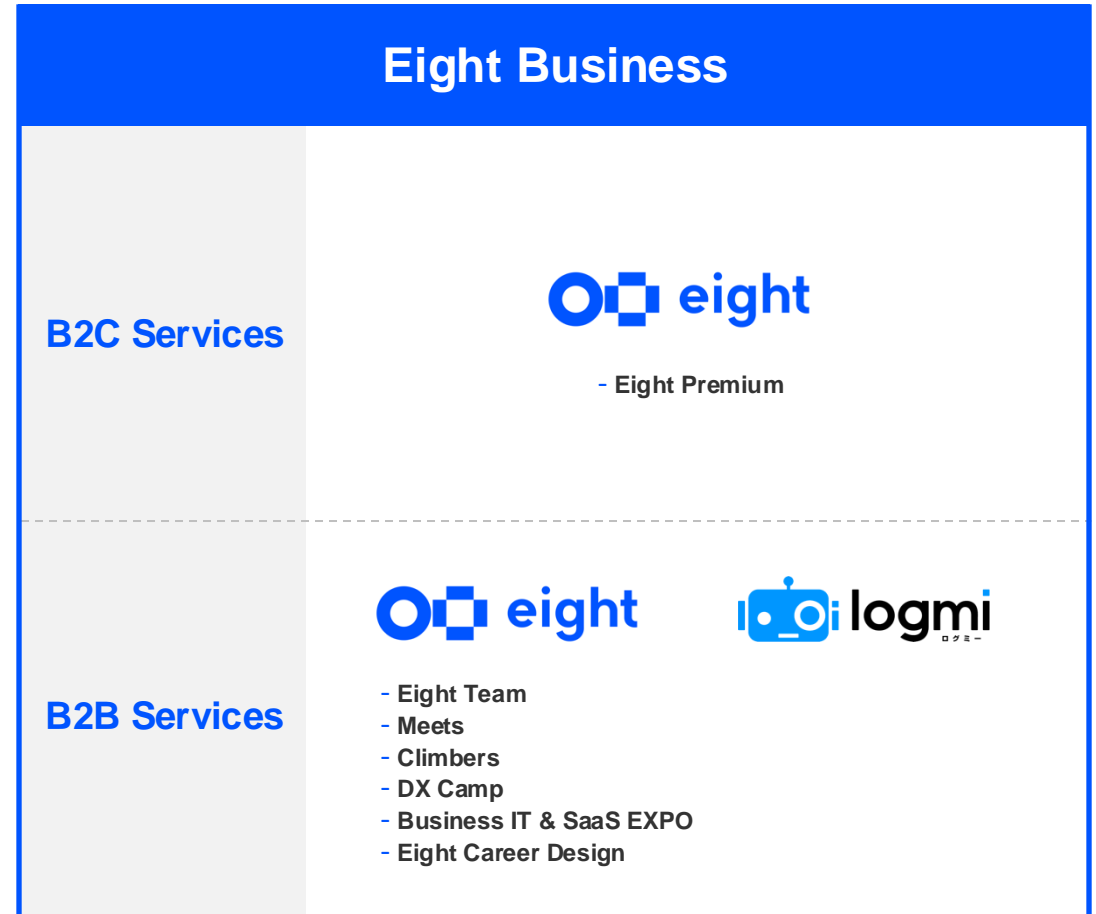 Eight Business
B2C Services
eight
- Eight Premium
B2B Services
eight
logmi
ログミー
- Eight Team
- Meets
- Climbers
- DX Camp
- Business IT & SaaS EXPO
- Eight Career Design